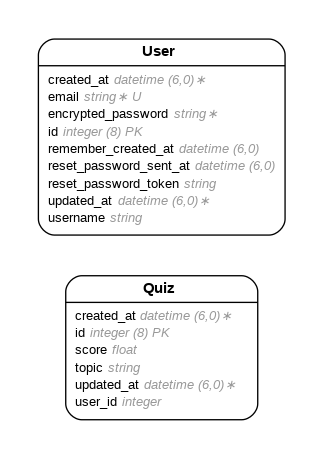 User
created_at datetime (6,0)∗
email string∗ U
encrypted_password string∗
id integer (8) PK
remember_created_at datetime (6,0)
reset_password_sent_at datetime (6,0)
reset_password_token string
updated_at datetime (6,0)∗
username string
Quiz
created_at datetime (6,0)∗
id integer (8) PK
score float
topic string
updated_at datetime (6,0)∗
user_id integer